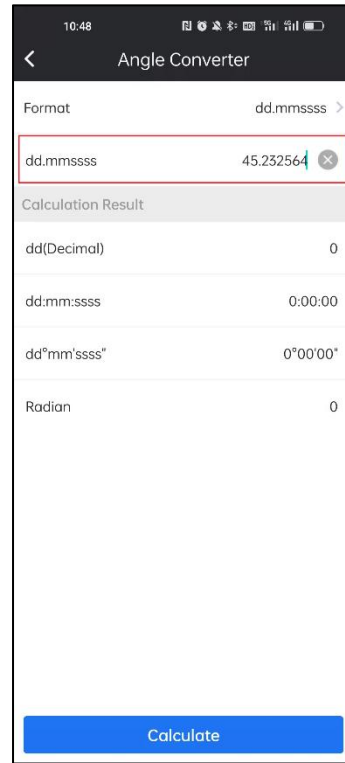 10:48
Angle Converter
Format dd.mmssss >
dd.mmssss 45.232564
Calculation Result
dd(Decimal) 0
dd:mm:ssss 0:00:00
dd°mm'ssss" 0°00'00"
Radian 0
Calculate